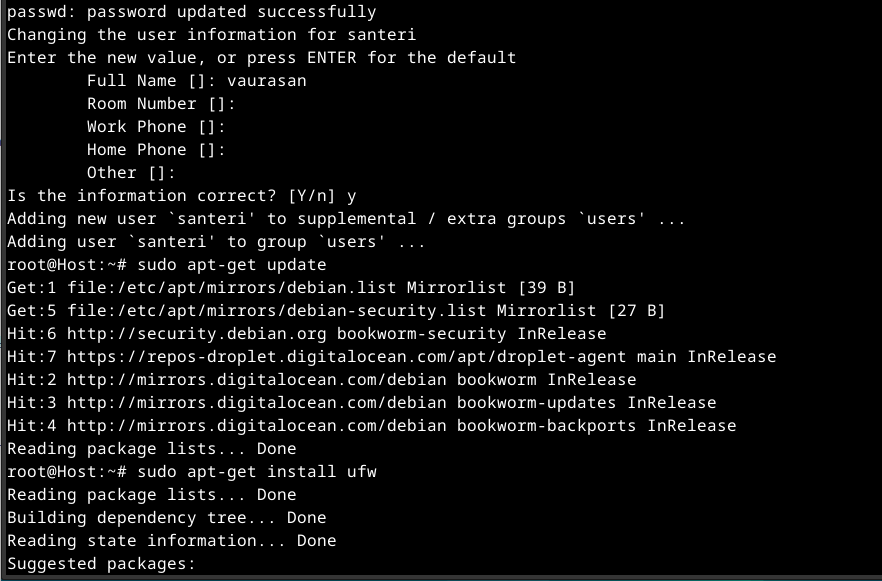 passwd: password updated successfully
Changing the user information for santeri
Enter the new value, or press ENTER for the default
        Full Name []: vaurasan
        Room Number []:
        Work Phone []:
        Home Phone []:
        Other []:
Is the information correct? [Y/n] y
Adding new user `santeri' to supplemental / extra groups `users' ...
Adding user `santeri' to group `users' ...
root@Host:~# sudo apt-get update
Get:1 file:/etc/apt/mirrors/debian.list Mirrorlist [39 B]
Get:5 file:/etc/apt/mirrors/debian-security.list Mirrorlist [27 B]
Hit:6 http://security.debian.org bookworm-security InRelease
Hit:7 https://repos-droplet.digitalocean.com/apt/droplet-agent main InRelease
Hit:2 http://mirrors.digitalocean.com/debian bookworm InRelease
Hit:3 http://mirrors.digitalocean.com/debian bookworm-updates InRelease
Hit:4 http://mirrors.digitalocean.com/debian bookworm-backports InRelease
Reading package lists... Done
root@Host:~# sudo apt-get install ufw
Reading package lists... Done
Building dependency tree... Done
Reading state information... Done
Suggested packages: